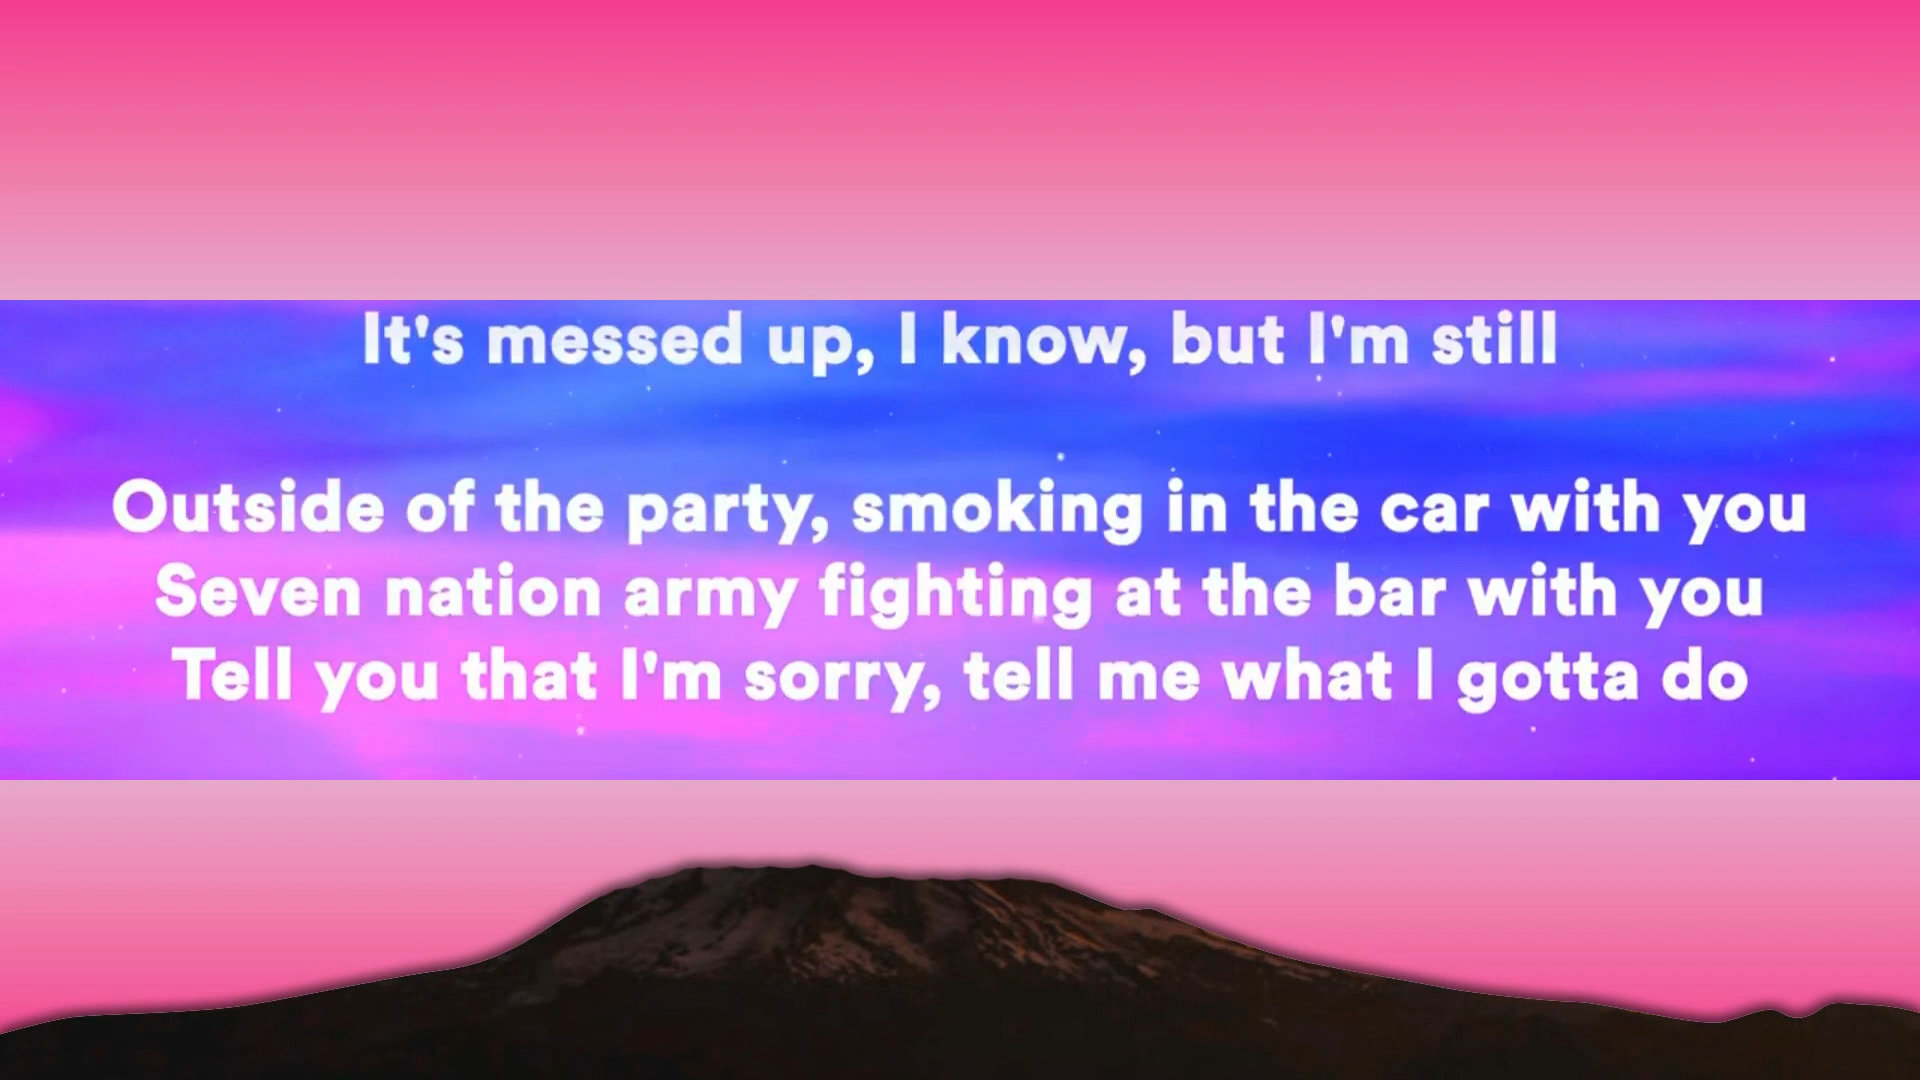 It's messed up, I know, but I'm still
Outside of the party, smoking in the car with you
Seven nation army fighting at the bar with you
Tell you that I'm sorry, tell me what I gotta do